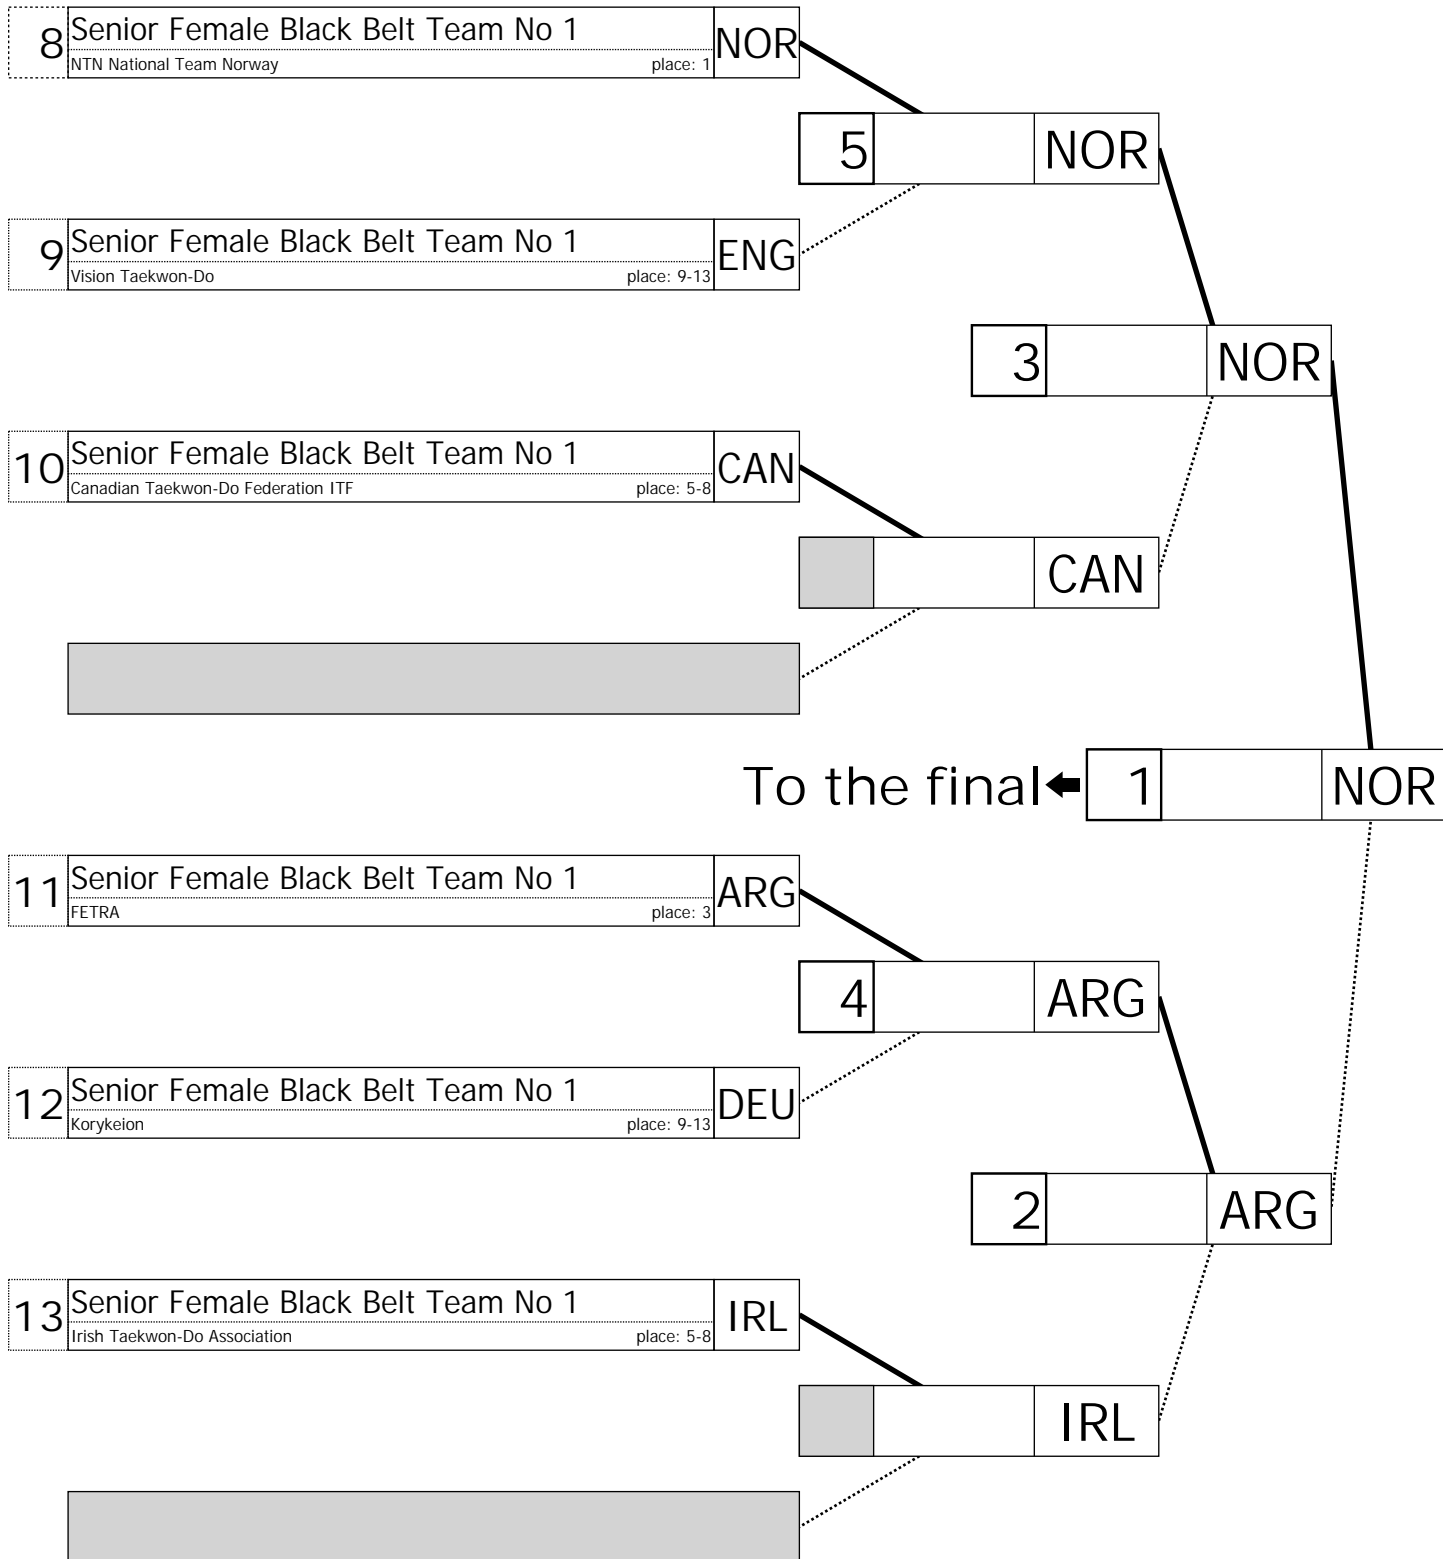 8 Senior Female Black Belt Team No 1 NOR
NTN National Team Norway place: 1
5 NOR
9 Senior Female Black Belt Team No 1 ENG
Vision Taekwon-Do place: 9-13
3 NOR
10 Senior Female Black Belt Team No 1 CAN
Canadian Taekwon-Do Federation ITF place: 5-8
CAN
To the final 1 NOR
11 Senior Female Black Belt Team No 1 ARG
FETRA place: 3
4 ARG
12 Senior Female Black Belt Team No 1 DEU
Korykeion place: 9-13
2 ARG
13 Senior Female Black Belt Team No 1 IRL
Irish Taekwon-Do Association place: 5-8
IRL